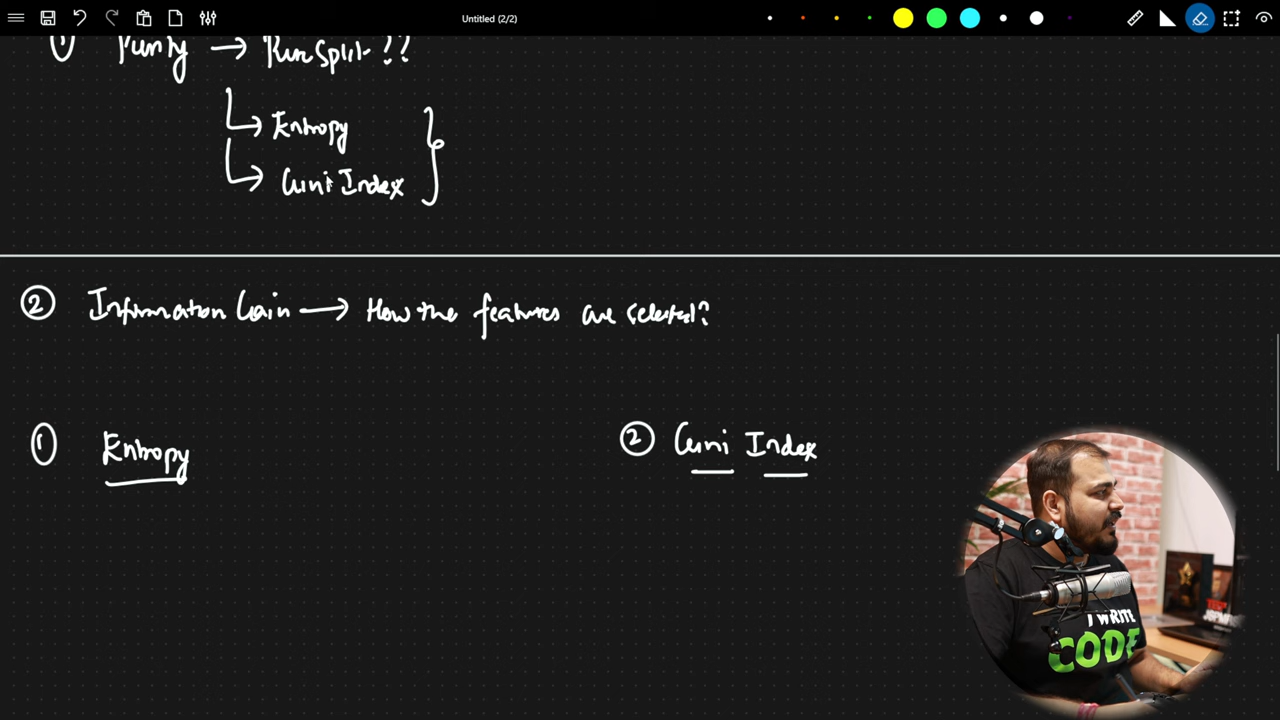 Untitled (2/2)
① Purity → Pure Split ??
→ Entropy
→ Gini Index
② Information Gain → How the features are selected?
① Entropy
② Gini Index
I WRITE
CODE